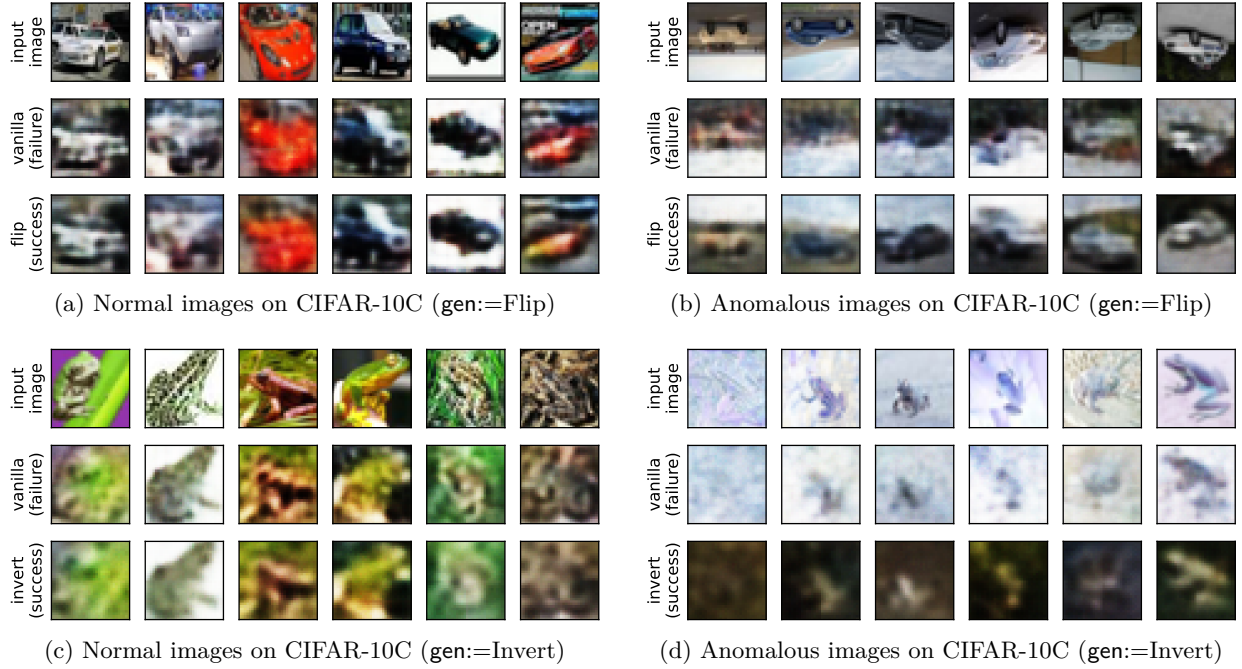 input
image
OPEN
vanilla
(failure)
flip
(success)
(a) Normal images on CIFAR-10C (gen:=Flip)
input
image
vanilla
(failure)
flip
(success)
(b) Anomalous images on CIFAR-10C (gen:=Flip)
input
image
vanilla
(failure)
invert
(success)
(c) Normal images on CIFAR-10C (gen:=Invert)
input
image
vanilla
(failure)
invert
(success)
(d) Anomalous images on CIFAR-10C (gen:=Invert)